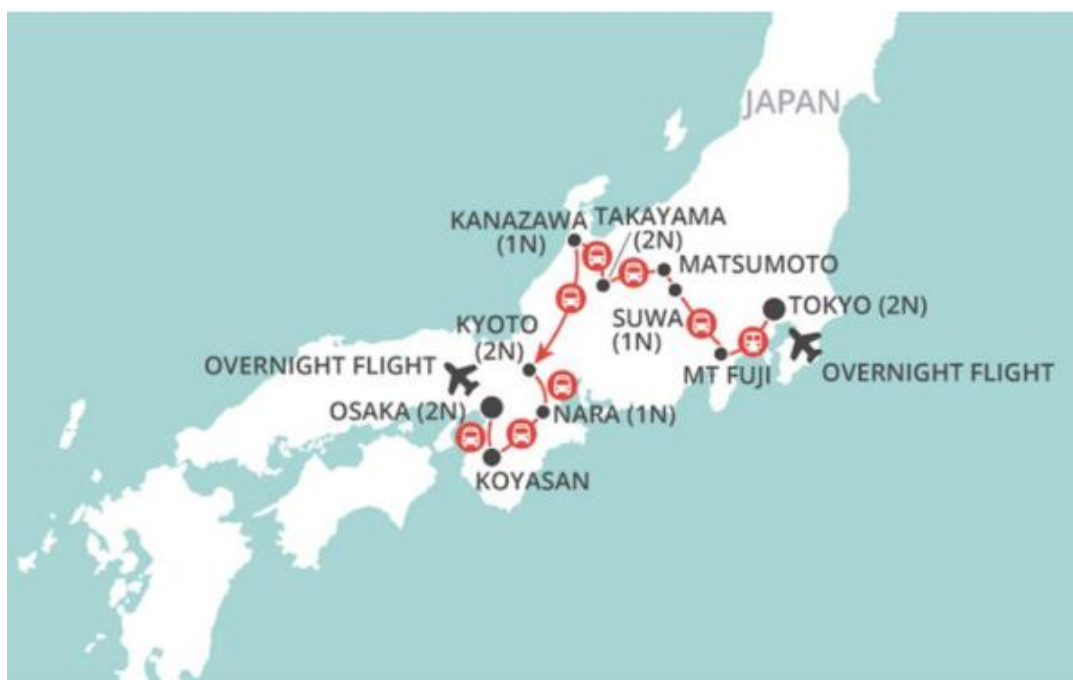 JAPAN
KANAZAWA
(1N)
TAKAYAMA
(2N)
MATSUMOTO
TOKYO (2N)
SUWA
(1N)
KYOTO
(2N)
MT FUJI
OVERNIGHT FLIGHT
OVERNIGHT FLIGHT
OSAKA (2N)
NARA (1N)
KOYASAN